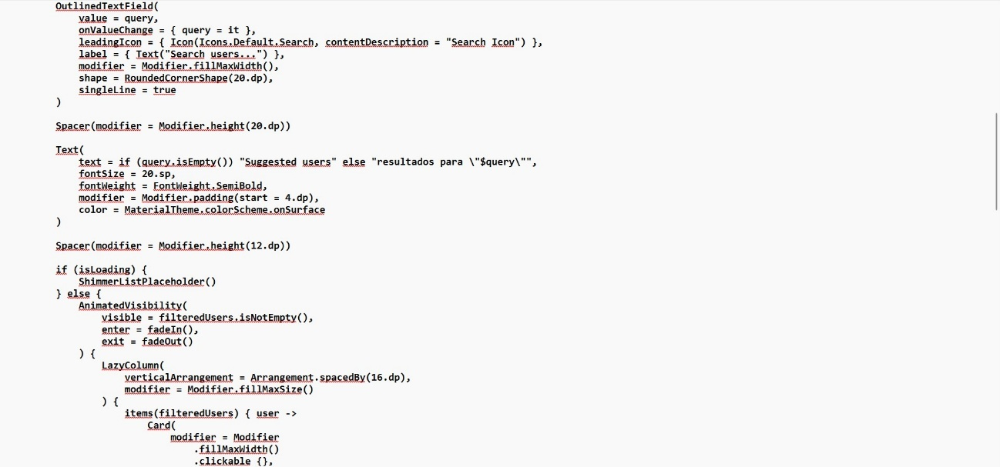 OutlinedTextField(
    value = query,
    onValueChange = { query = it },
    leadingIcon = { Icon(Icons.Default.Search, contentDescription = "Search Icon") },
    label = { Text("Search users...") },
    modifier = Modifier.fillMaxWidth(),
    shape = RoundedCornerShape(20.dp),
    singleLine = true
)
Spacer(modifier = Modifier.height(20.dp))
Text(
    text = if (query.isEmpty()) "Suggested users" else "resultados para \"$query\"",
    fontSize = 20.sp,
    fontWeight = FontWeight.SemiBold,
    modifier = Modifier.padding(start = 4.dp),
    color = MaterialTheme.colorScheme.onSurface
)
Spacer(modifier = Modifier.height(12.dp))
if (isLoading) {
    ShimmerListPlaceholder()
} else {
    AnimatedVisibility(
        visible = filteredUsers.isNotEmpty(),
        enter = fadeIn(),
        exit = fadeOut()
    ) {
        LazyColumn(
            verticalArrangement = Arrangement.spacedBy(16.dp),
            modifier = Modifier.fillMaxSize()
        ) {
            items(filteredUsers) { user ->
                Card(
                    modifier = Modifier
                        .fillMaxWidth()
                        .clickable {},